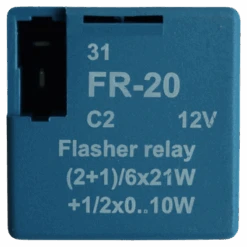 31
FR-20
C2 12V
Flasher relay
(2+1)/6x21W
+1/2x0..10W